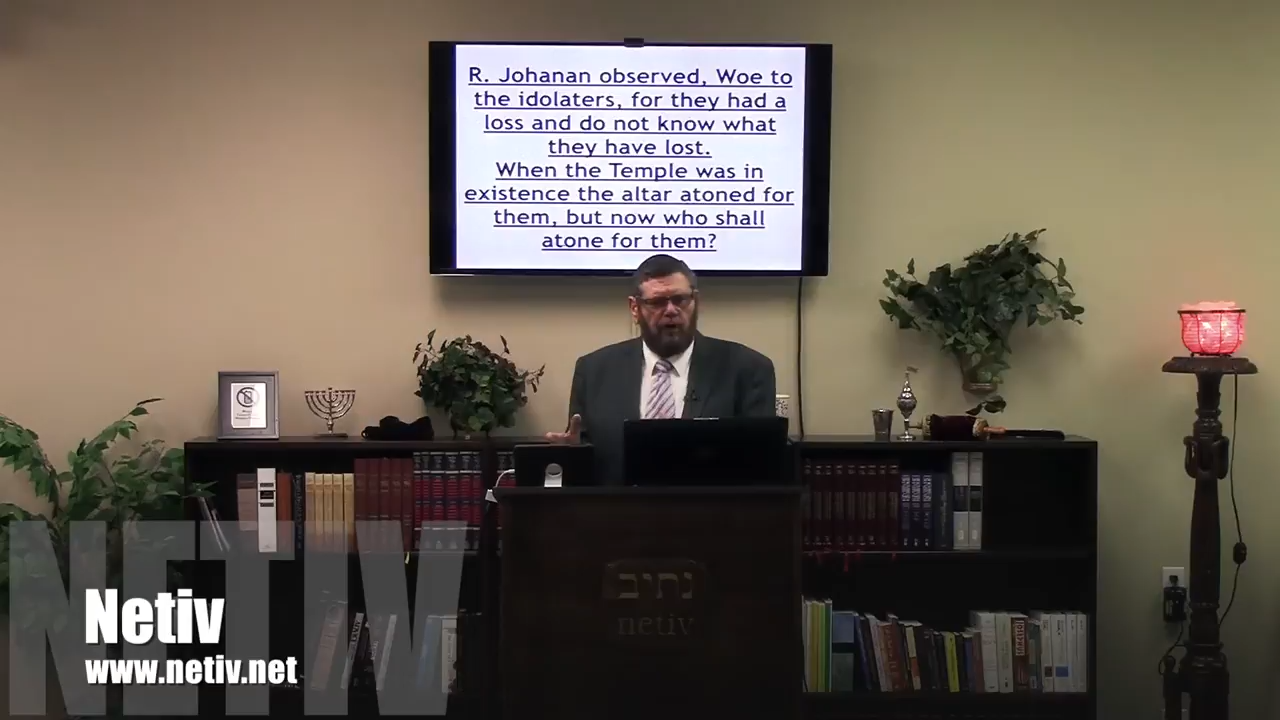 R. Johanan observed, Woe to
the idolaters, for they had a
loss and do not know what
they have lost.
When the Temple was in
existence the altar atoned for
them, but now who shall
atone for them?
נתיב
netiv
NETIV
Netiv
www.netiv.net